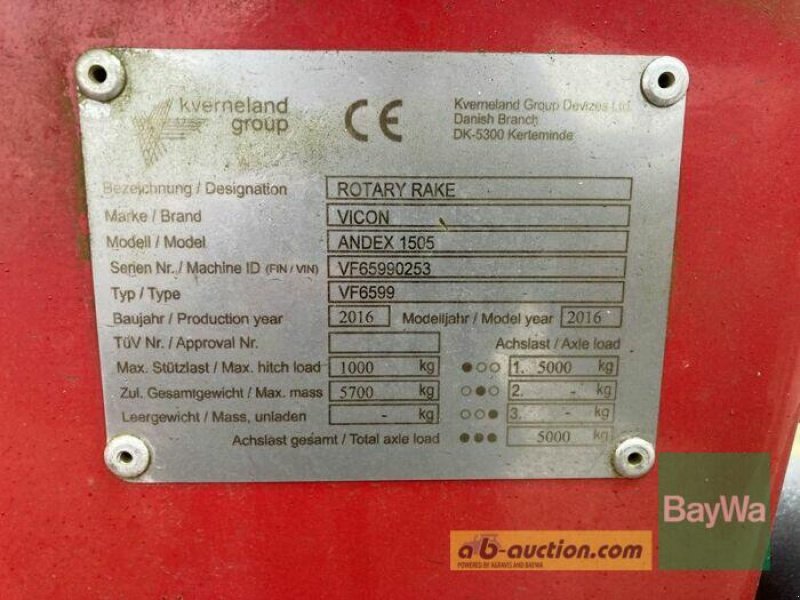 kverneland group
CE
Kverneland Group Devizes Ltd.
Danish Branch
DK-5300 Kerteminde
Bezeichnung / Designation ROTARY RAKE
Marke / Brand VICON
Modell / Model ANDEX 1505
Serien Nr. / Machine ID (FIN / VIN) VF65990253
Typ / Type VF6599
Baujahr / Production year 2016 Modelljahr / Model year 2016
TüV Nr. / Approval Nr. Achslast / Axle load
Max. Stützlast / Max. hitch load 1000 kg 1. 5000 kg
Zul. Gesamtgewicht / Max. mass 5700 kg 2. - kg
Leergewicht / Mass, unladen - kg 3. - kg
Achslast gesamt / Total axle load 5000 kg
BayWa
ab-auction.com
POWERED BY AGRAVIS AND BAYWA